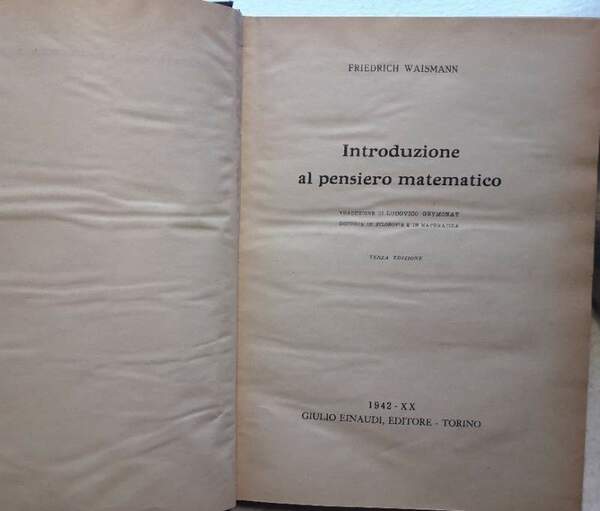 FRIEDRICH WAISMANN
Introduzione
al pensiero matematico
TRADUZIONE DI LUDOVICO GEYMONAT
DOTTORE IN FILOSOFIA E IN MATEMATICA
TERZA EDIZIONE
1942 - XX
GIULIO EINAUDI, EDITORE - TORINO